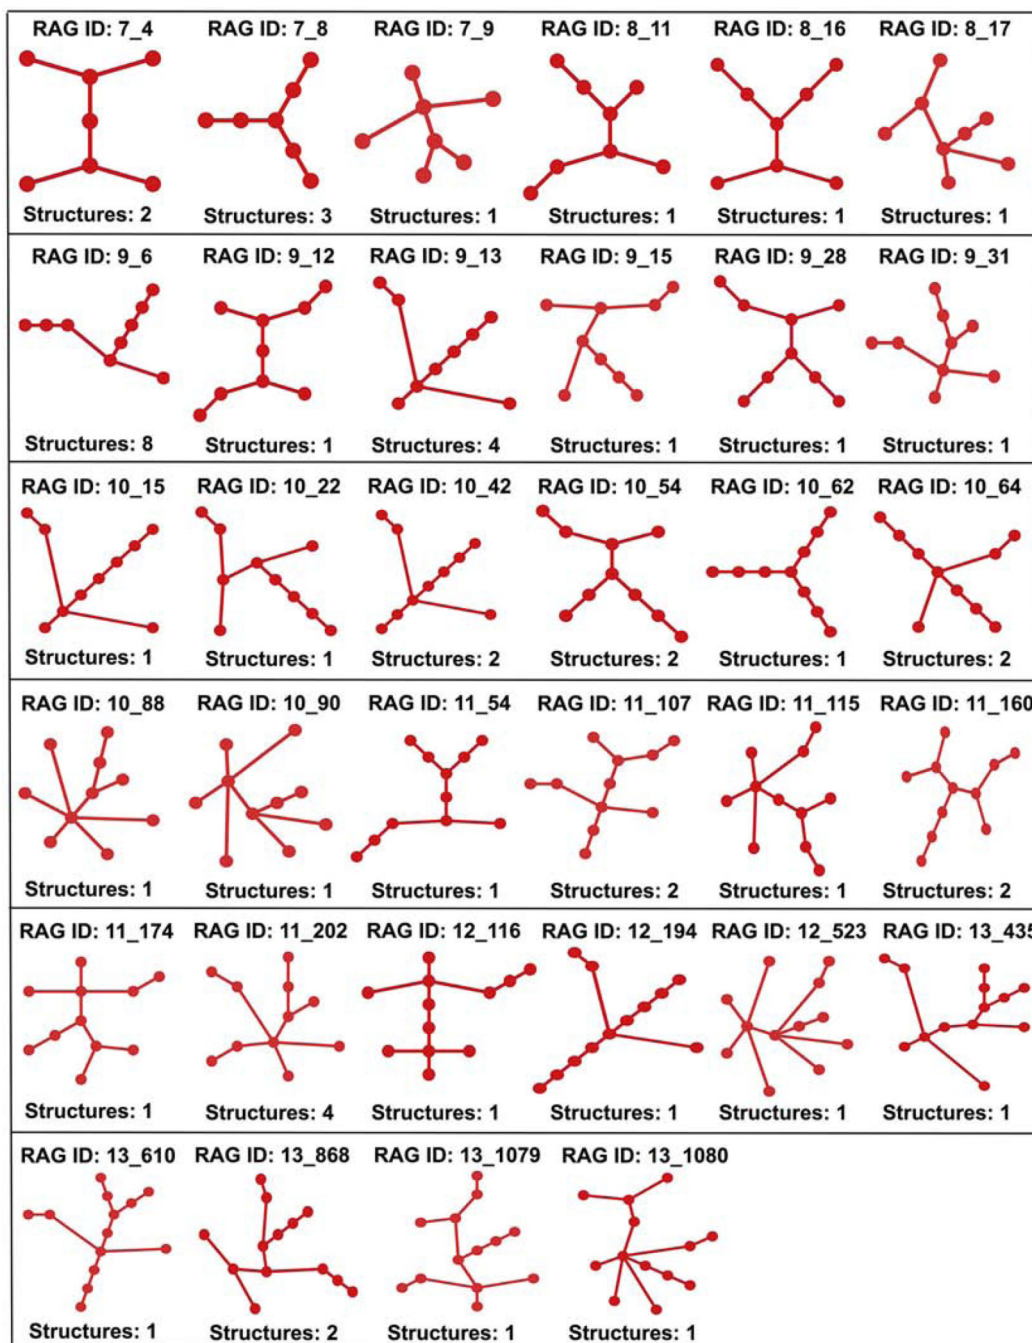 RAG ID: 7_4 RAG ID: 7_8 RAG ID: 7_9 RAG ID: 8_11 RAG ID: 8_16 RAG ID: 8_17
Structures: 2 Structures: 3 Structures: 1 Structures: 1 Structures: 1 Structures: 1
RAG ID: 9_6 RAG ID: 9_12 RAG ID: 9_13 RAG ID: 9_15 RAG ID: 9_28 RAG ID: 9_31
Structures: 8 Structures: 1 Structures: 4 Structures: 1 Structures: 1 Structures: 1
RAG ID: 10_15 RAG ID: 10_22 RAG ID: 10_42 RAG ID: 10_54 RAG ID: 10_62 RAG ID: 10_64
Structures: 1 Structures: 1 Structures: 2 Structures: 2 Structures: 1 Structures: 2
RAG ID: 10_88 RAG ID: 10_90 RAG ID: 11_54 RAG ID: 11_107 RAG ID: 11_115 RAG ID: 11_160
Structures: 1 Structures: 1 Structures: 1 Structures: 2 Structures: 1 Structures: 2
RAG ID: 11_174 RAG ID: 11_202 RAG ID: 12_116 RAG ID: 12_194 RAG ID: 12_523 RAG ID: 13_435
Structures: 1 Structures: 4 Structures: 1 Structures: 1 Structures: 1 Structures: 1
RAG ID: 13_610 RAG ID: 13_868 RAG ID: 13_1079 RAG ID: 13_1080
Structures: 1 Structures: 2 Structures: 1 Structures: 1